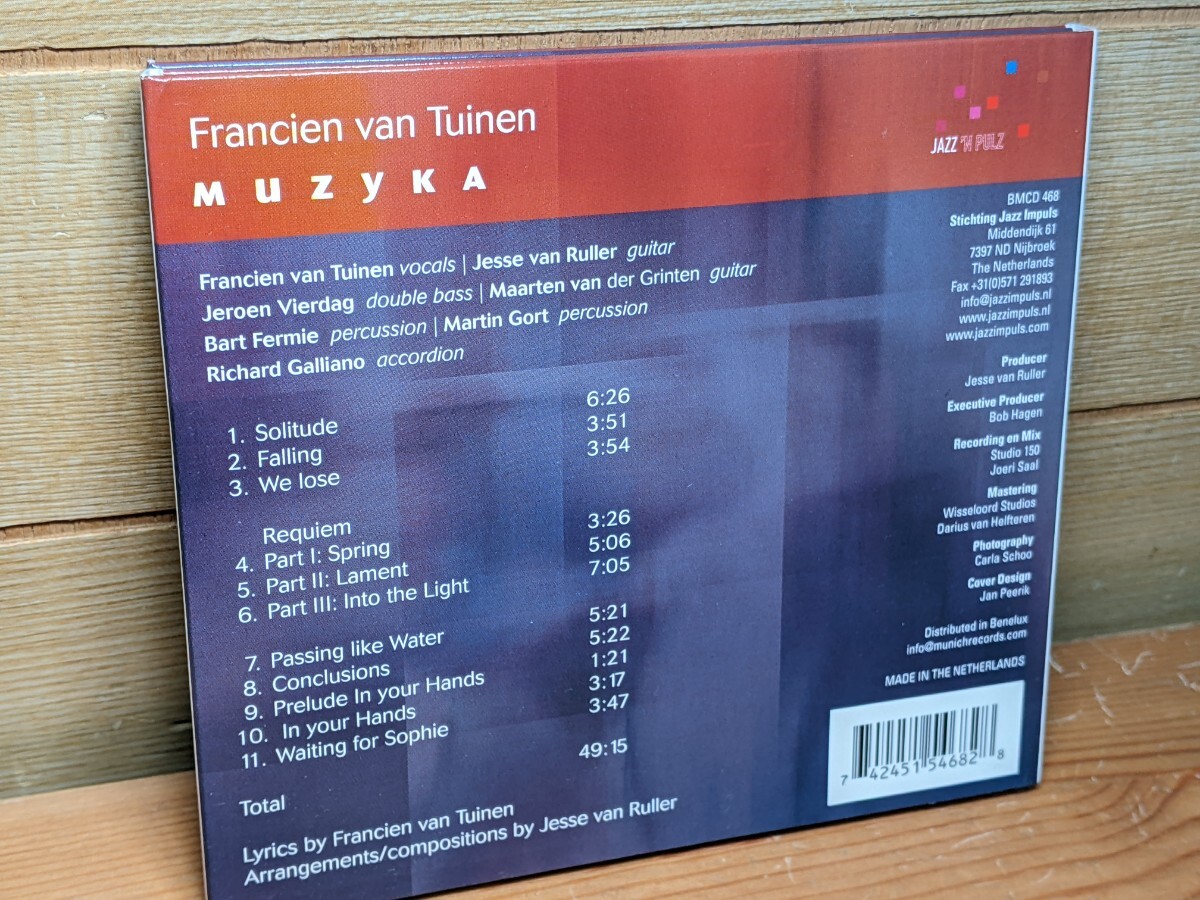 Francien van Tuinen
MUZYKA
JAZZ 'N PULZ
Francien van Tuinen vocals | Jesse van Ruller guitar
Jeroen Vierdag double bass | Maarten van der Grinten guitar
Bart Fermie percussion | Martin Gort percussion
Richard Galliano accordion
1. Solitude 6:26
2. Falling 3:51
3. We lose 3:54
Requiem
4. Part I: Spring 3:26
5. Part II: Lament 5:06
6. Part III: Into the Light 7:05
7. Passing like Water 5:21
8. Conclusions 5:22
9. Prelude In your Hands 1:21
10. In your Hands 3:17
11. Waiting for Sophie 3:47
Total 49:15
Lyrics by Francien van Tuinen
Arrangements/compositions by Jesse van Ruller
BMCD 468
Stichting Jazz Impuls
Middendijk 61
7397 ND Nijbroek
The Netherlands
Fax +31(0)571 291893
info@jazzimpuls.nl
www.jazzimpuls.nl
www.jazzimpuls.com
Producer
Jesse van Ruller
Executive Producer
Bob Hagen
Recording en Mix
Studio 150
Joeri Saal
Mastering
Wisseloord Studios
Darius van Helfteren
Photography
Carla Schoo
Cover Design
Jan Peerik
Distributed in Benelux
info@munichrecords.com
MADE IN THE NETHERLANDS
7 42451 54682 8